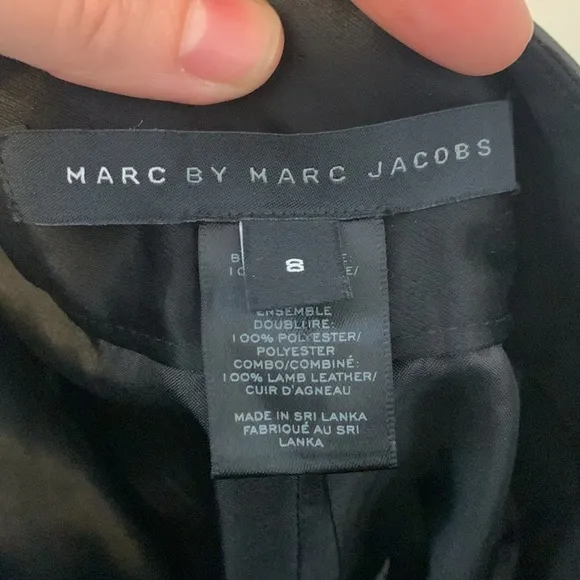 MARC BY MARC JACOBS
8
ENSEMBLE
DOUBLURE:
100% POLYESTER/
POLYESTER
COMBO/COMBINÉ:
100% LAMB LEATHER/
CUIR D'AGNEAU
MADE IN SRI LANKA
FABRIQUÉ AU SRI
LANKA